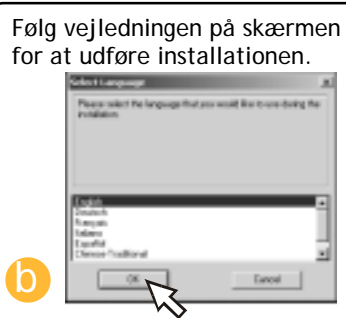 Følg vejledningen på skærmen
for at udføre installationen.
Select Language
Please select the language that you would like to use during the
installation.
English
Deutsch
Français
Italiano
Español
Chinese-Traditional
b
OK
Cancel